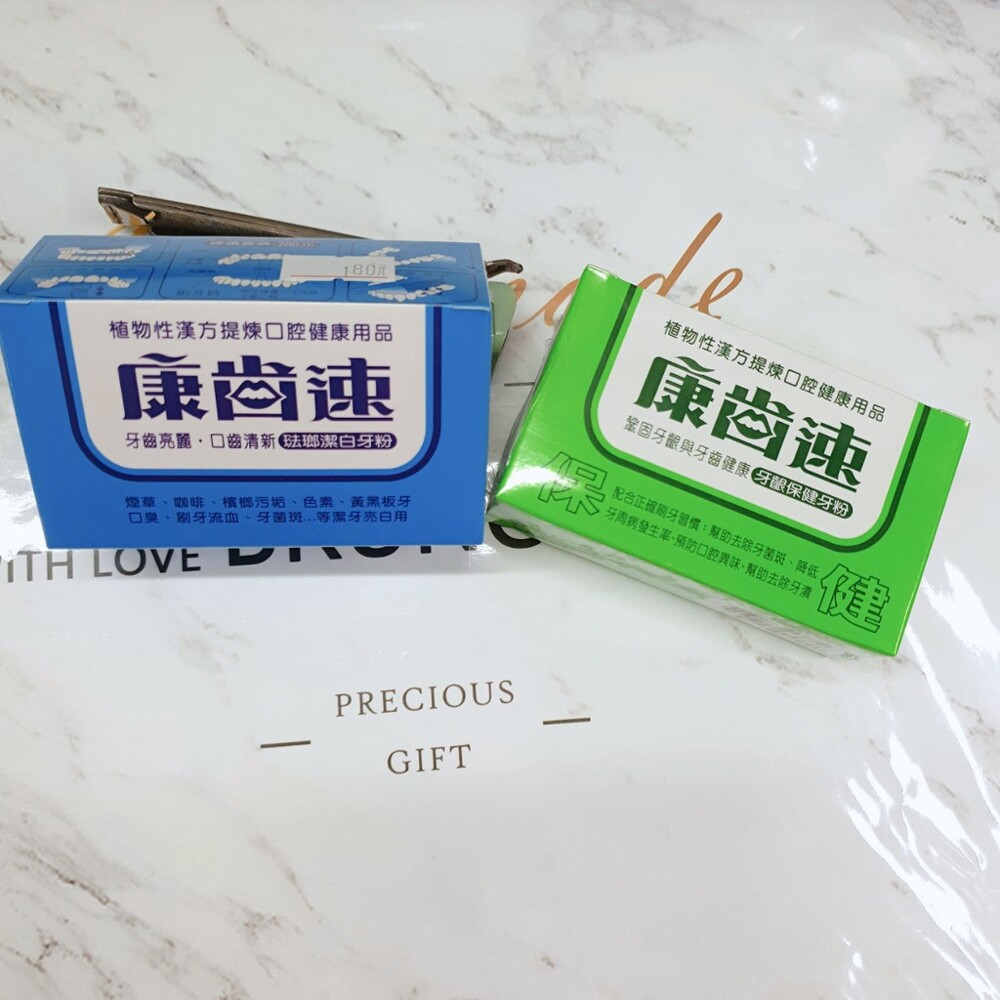 180元
刷牙時
植物性漢方提煉口腔健康用品
康齒速
牙齒亮麗・口齒清新 琺瑯潔白牙粉
煙草、咖啡、檳榔污垢、色素、黃黑板牙
口臭、刷牙流血、牙菌斑...等潔牙亮白用
植物性漢方提煉口腔健康用品
康齒速
鞏固牙齦與牙齒健康 牙齦保健牙粉
保
配合正確刷牙習慣：幫助去除牙菌斑、降低
牙周病發生率、預防口腔異味、幫助去除牙漬
健
WITH LOVE
PRECIOUS
GIFT